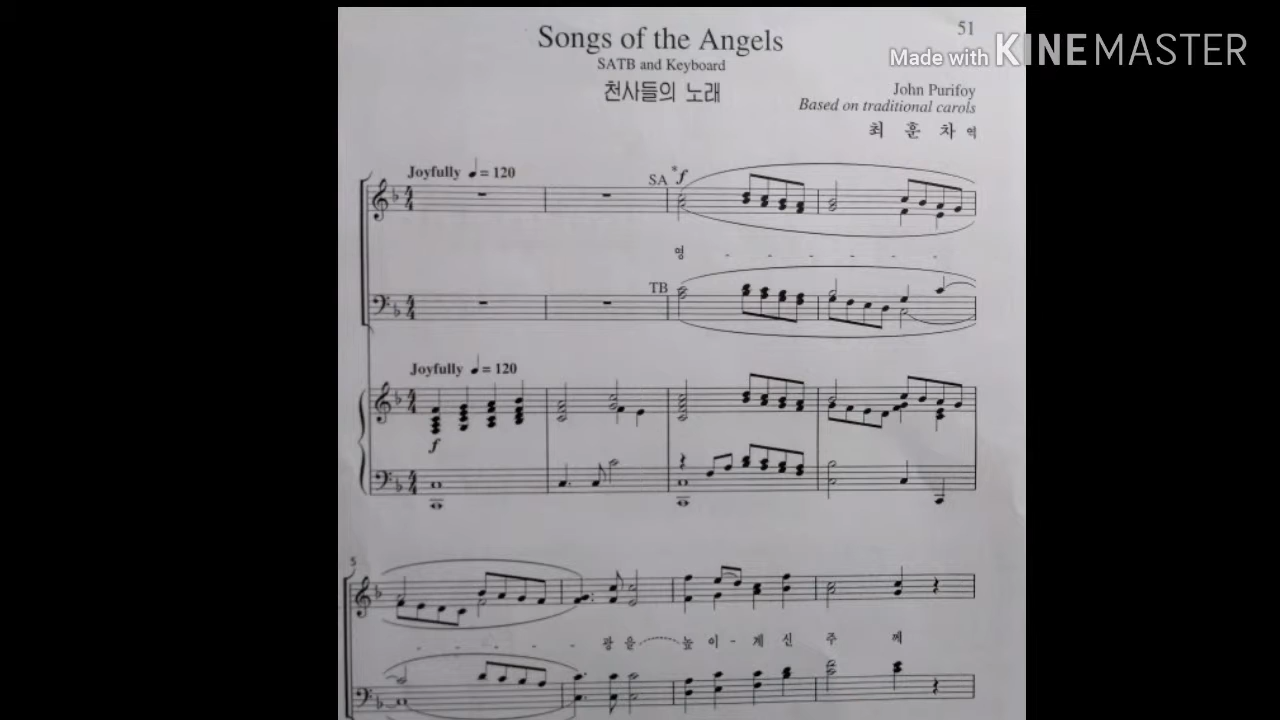 51
Made with KINEMASTER
Songs of the Angels
SATB and Keyboard
천사들의 노래
John Purifoy
Based on traditional carols
최 훈 차 역
Joyfully ♩= 120
SA * f
영 - - - - - -
TB
Joyfully ♩= 120
f
5
- - - - - 광 을 높 이 - 계 신 주 께